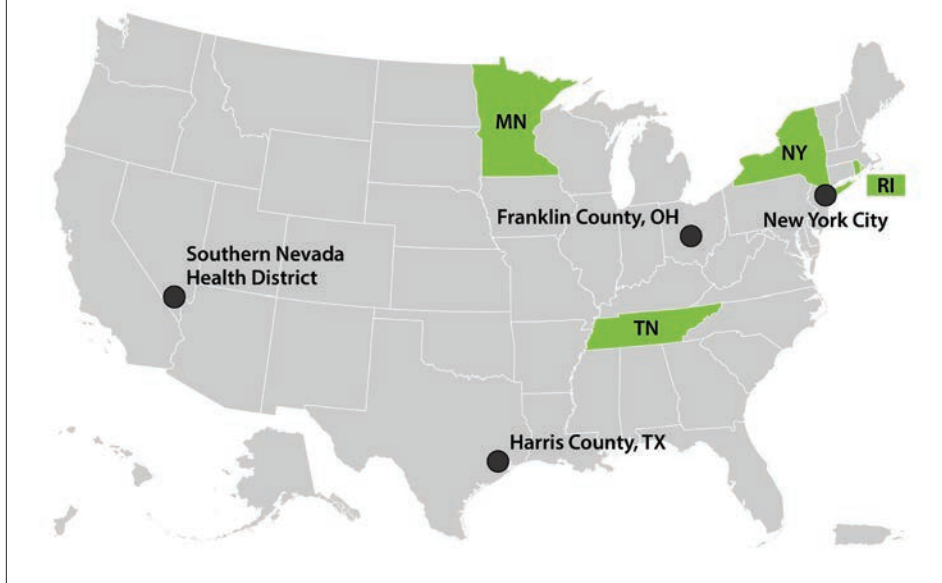 MN
NY
RI
Franklin County, OH
New York City
Southern Nevada
Health District
TN
Harris County, TX